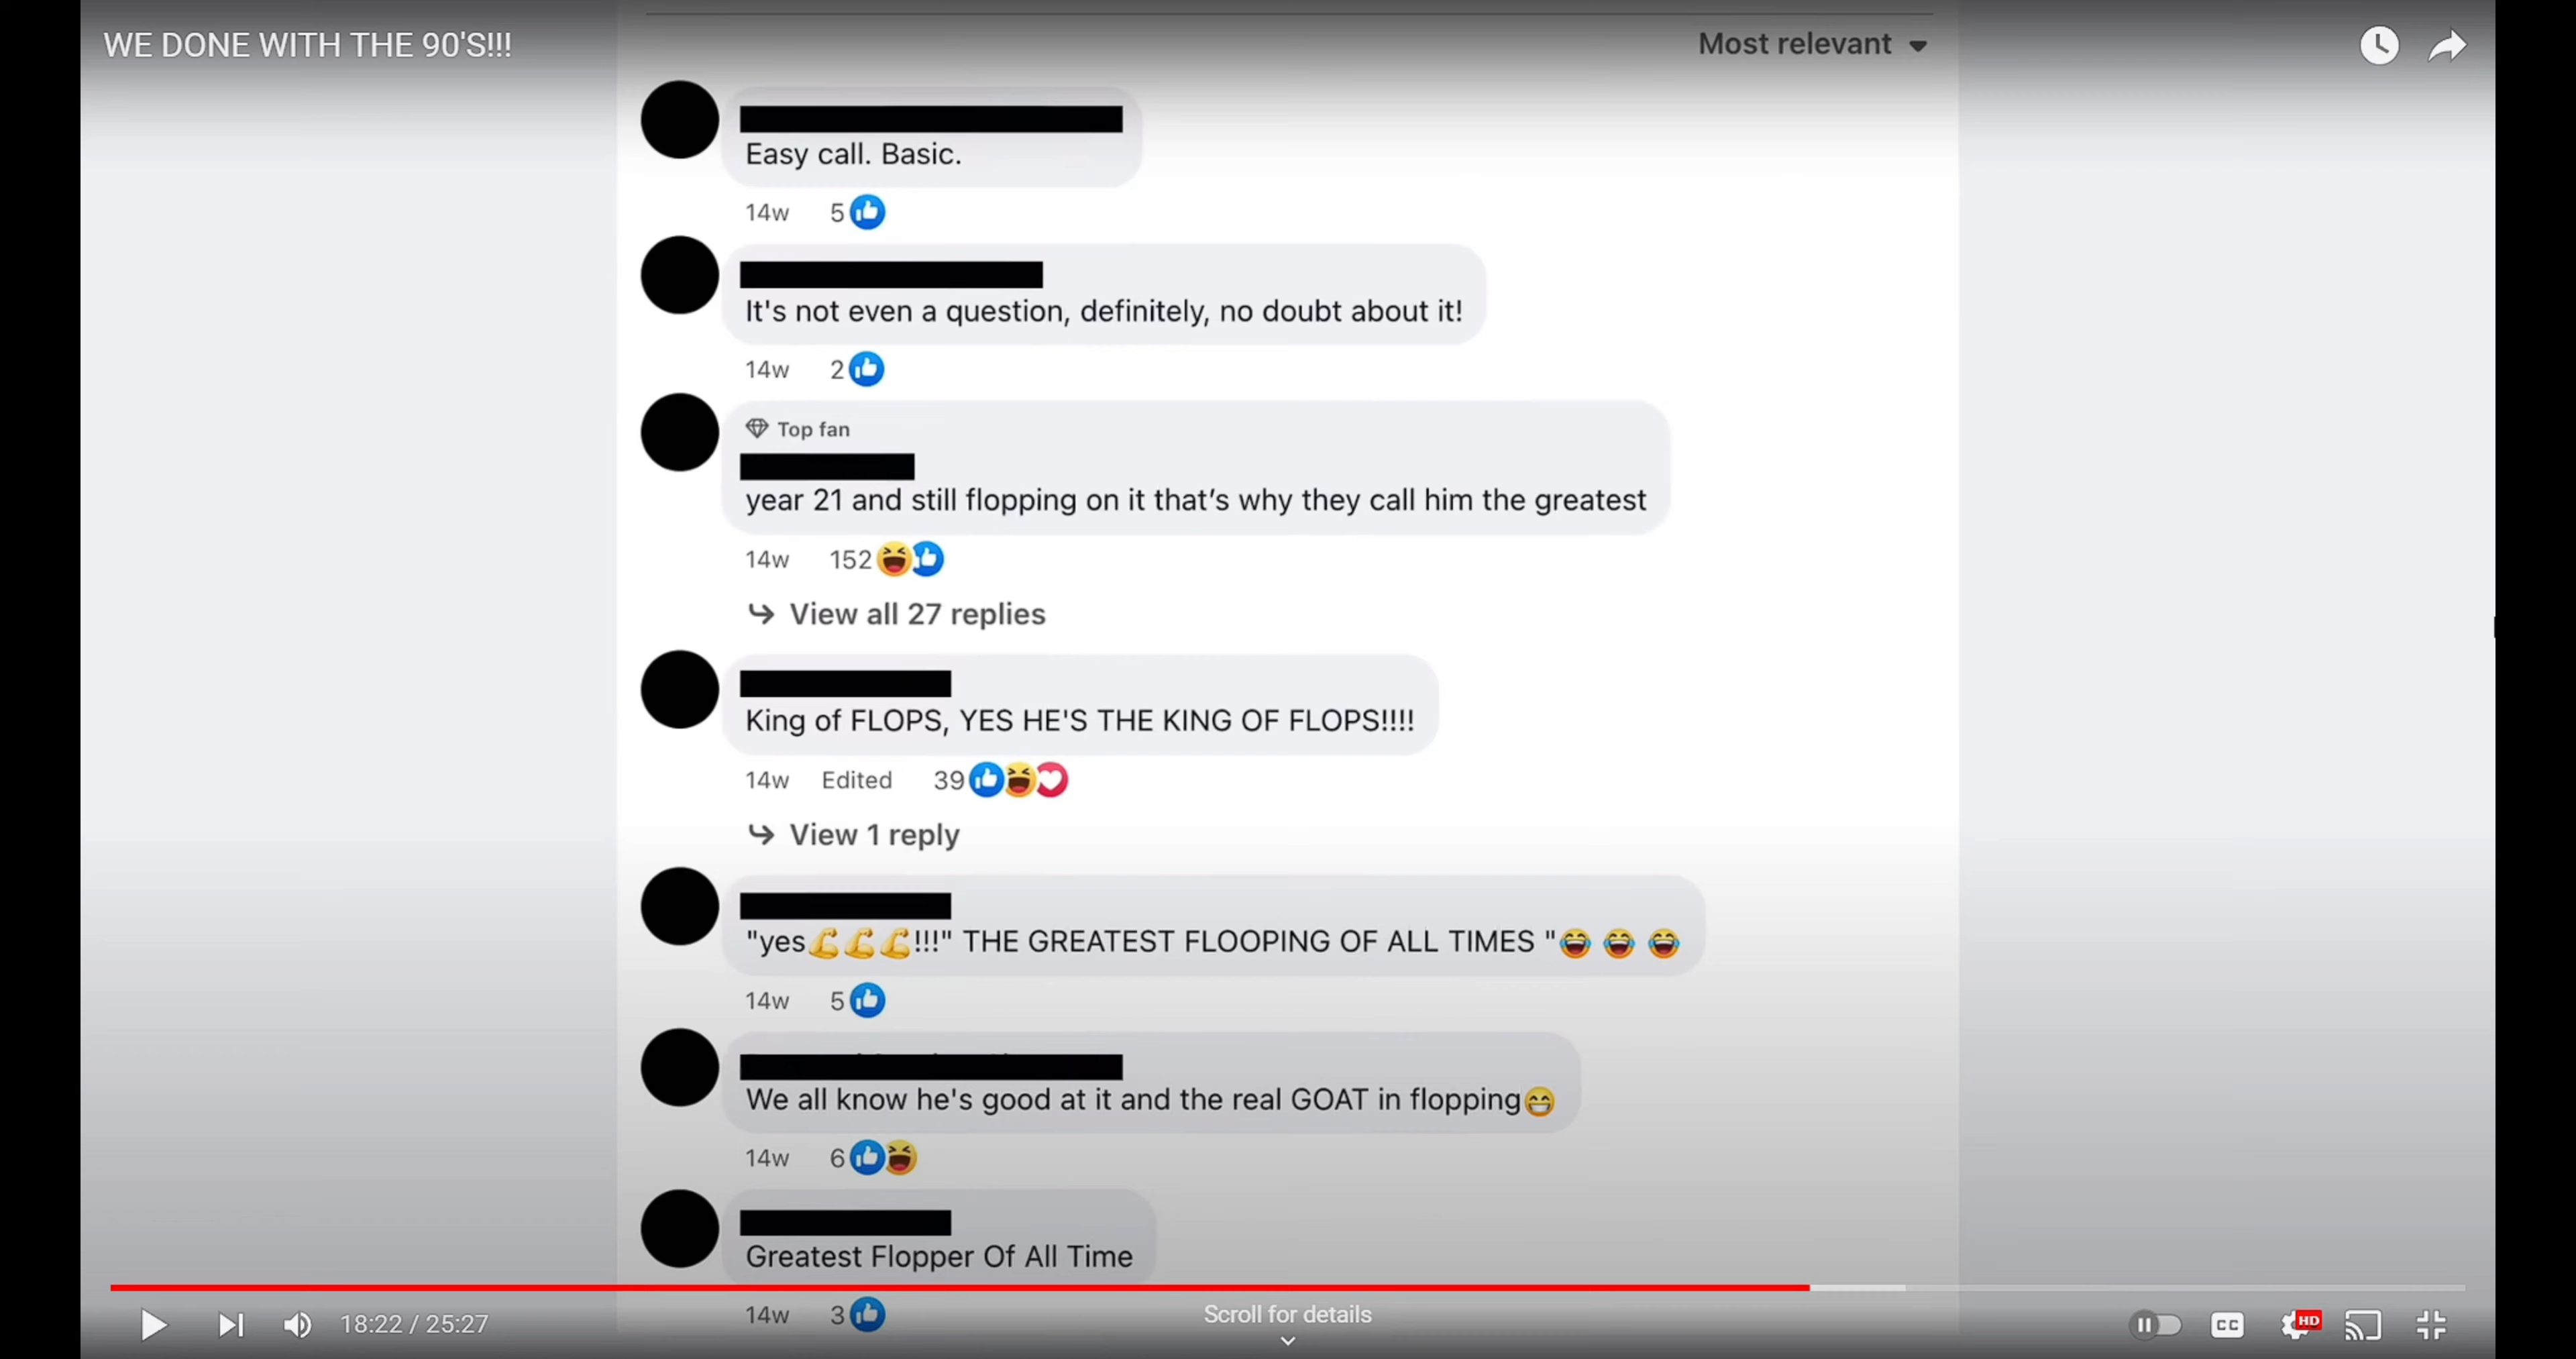 WE DONE WITH THE 90'S!!!
Most relevant
Easy call. Basic.
14w 5
It's not even a question, definitely, no doubt about it!
14w 2
Top fan
year 21 and still flopping on it that’s why they call him the greatest
14w 152
View all 27 replies
King of FLOPS, YES HE'S THE KING OF FLOPS!!!!
14w Edited 39
View 1 reply
"yes💪💪💪!!!" THE GREATEST FLOOPING OF ALL TIMES "😂 😂 😂
14w 5
We all know he's good at it and the real GOAT in flopping😁
14w 6
Greatest Flopper Of All Time
14w 3
Scroll for details
18:22 / 25:27
CC
HD